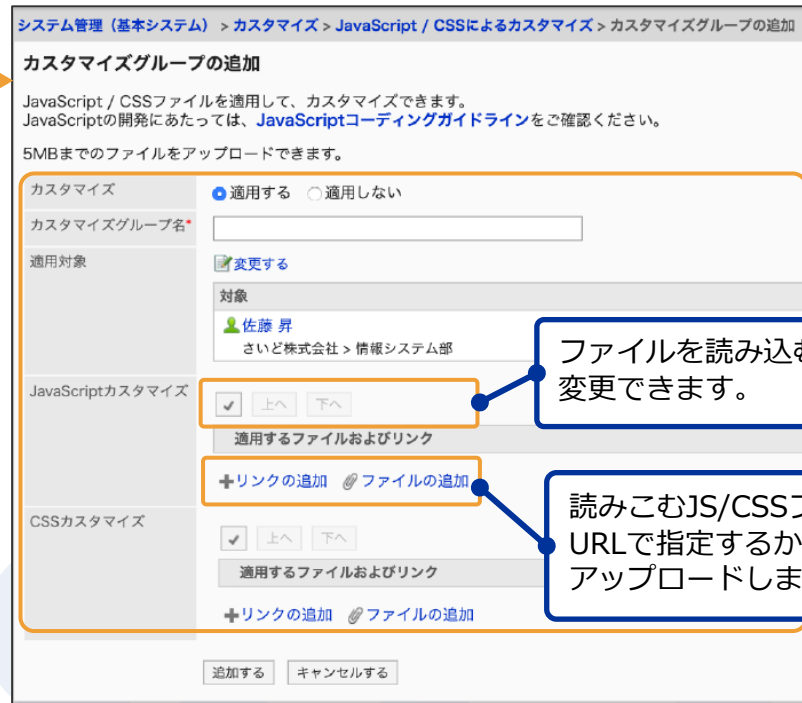 システム管理（基本システム） > カスタマイズ > JavaScript / CSSによるカスタマイズ > カスタマイズグループの追加
カスタマイズグループの追加
JavaScript / CSSファイルを適用して、カスタマイズできます。
JavaScriptの開発にあたっては、JavaScriptコーディングガイドラインをご確認ください。
5MBまでのファイルをアップロードできます。
カスタマイズ
適用する 適用しない
カスタマイズグループ名*
適用対象
変更する
対象
佐藤 昇
さいど株式会社 > 情報システム部
ファイルを読み込む
変更できます。
JavaScriptカスタマイズ
上へ 下へ
適用するファイルおよびリンク
リンクの追加 ファイルの追加
読みこむJS/CSSフ
URLで指定するか
アップロードしま
CSSカスタマイズ
上へ 下へ
適用するファイルおよびリンク
リンクの追加 ファイルの追加
追加する キャンセルする